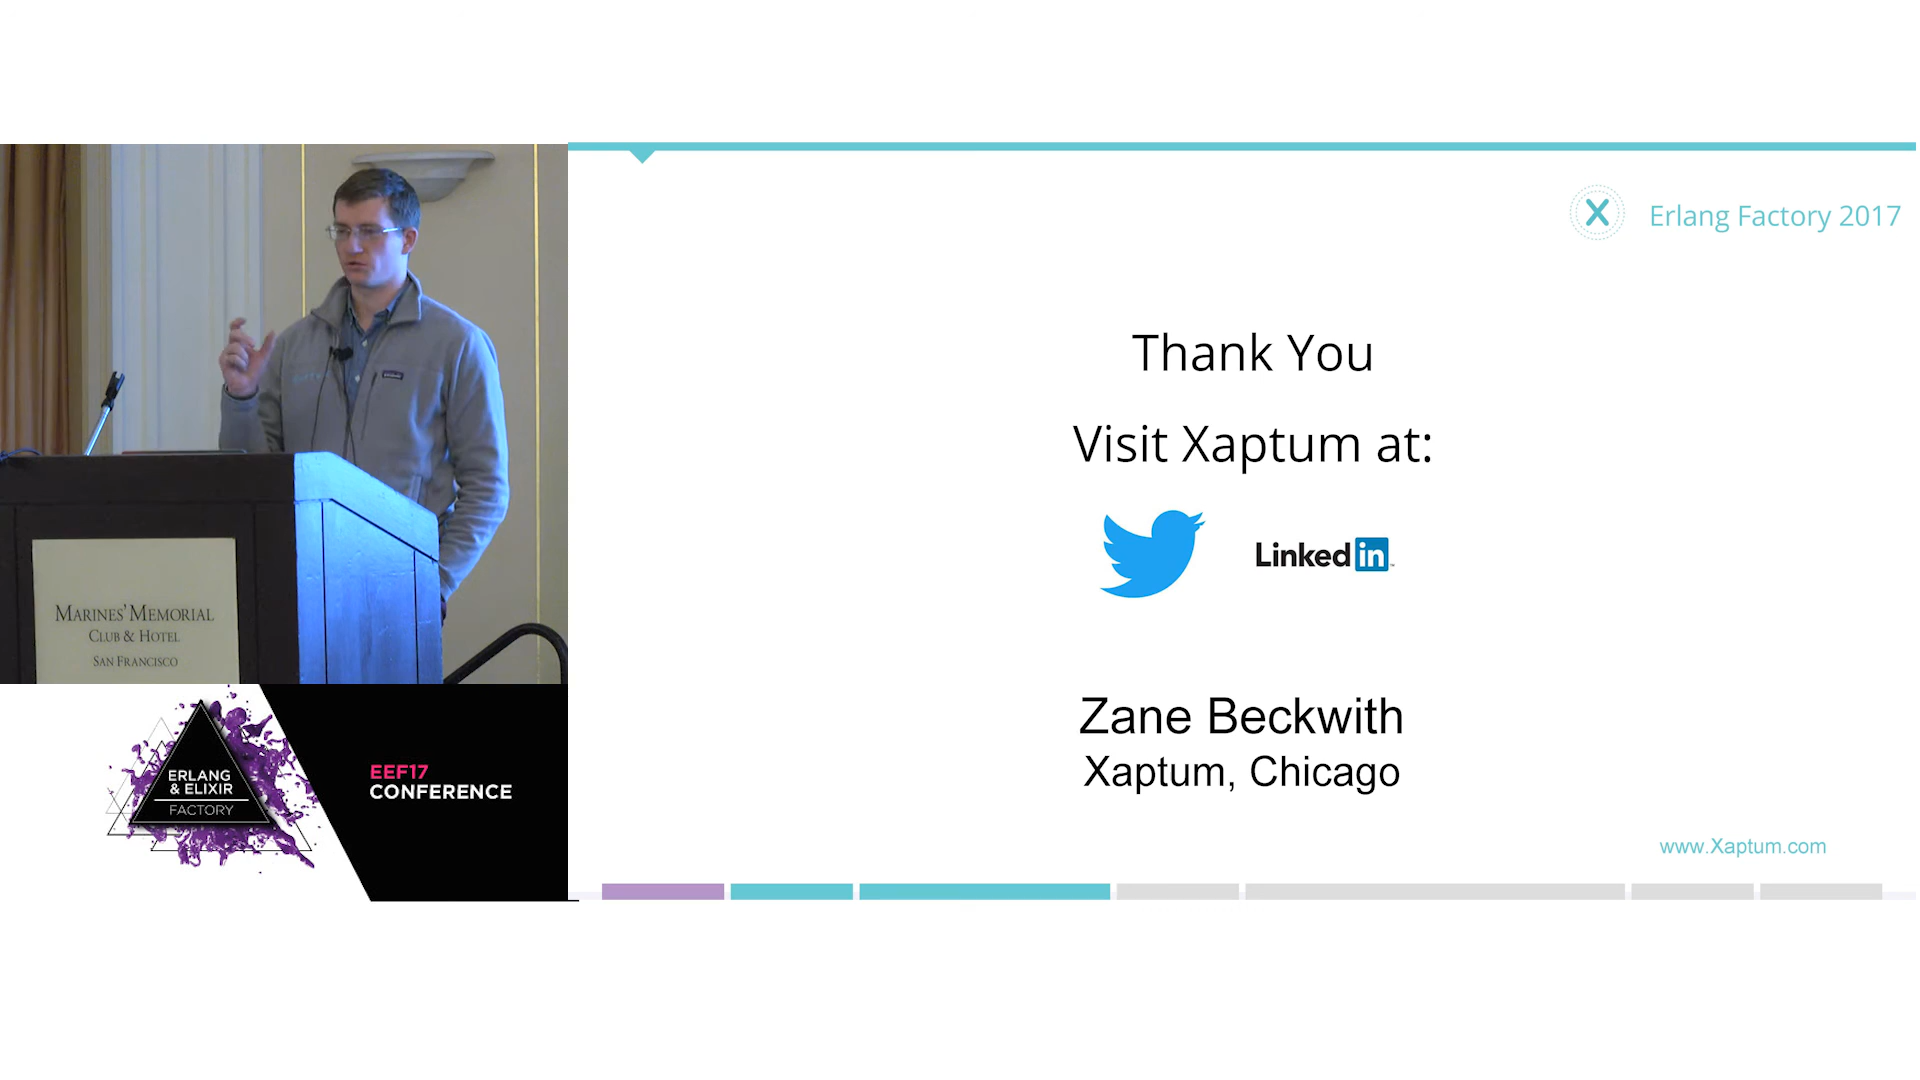 Erlang Factory 2017
Thank You
Visit Xaptum at:
Linked in
Zane Beckwith
Xaptum, Chicago
www.Xaptum.com
MARINES' MEMORIAL
CLUB & HOTEL
SAN FRANCISCO
ERLANG
& ELIXIR
FACTORY
EEF17
CONFERENCE